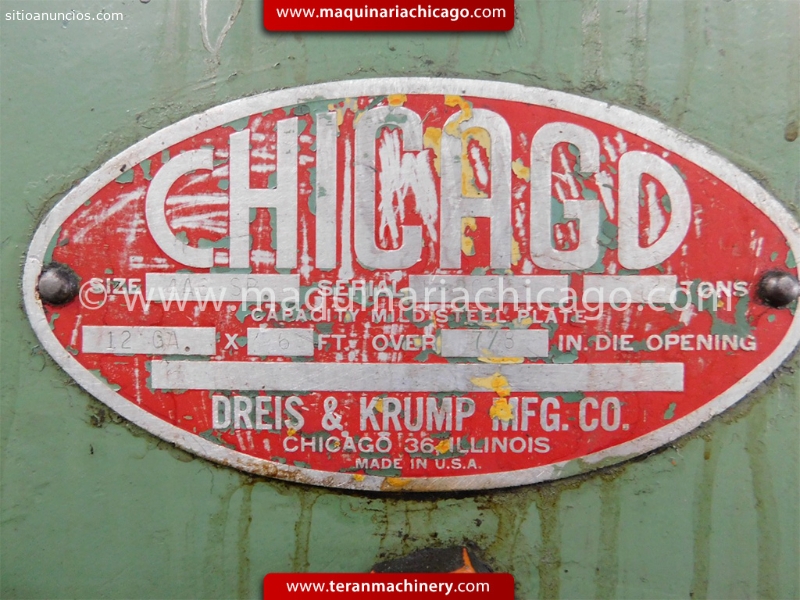 sitioanuncios.com
www.maquinariachicago.com
CHICAGO
SIZE SERIAL TONS
©www.maquinariachicago.com
CAPACITY MILD STEEL PLATE
12 GA. X FT. OVER IN. DIE OPENING
DREIS & KRUMP MFG. CO.
CHICAGO 36, ILLINOIS
MADE IN U.S.A.
www.teranmachinery.com